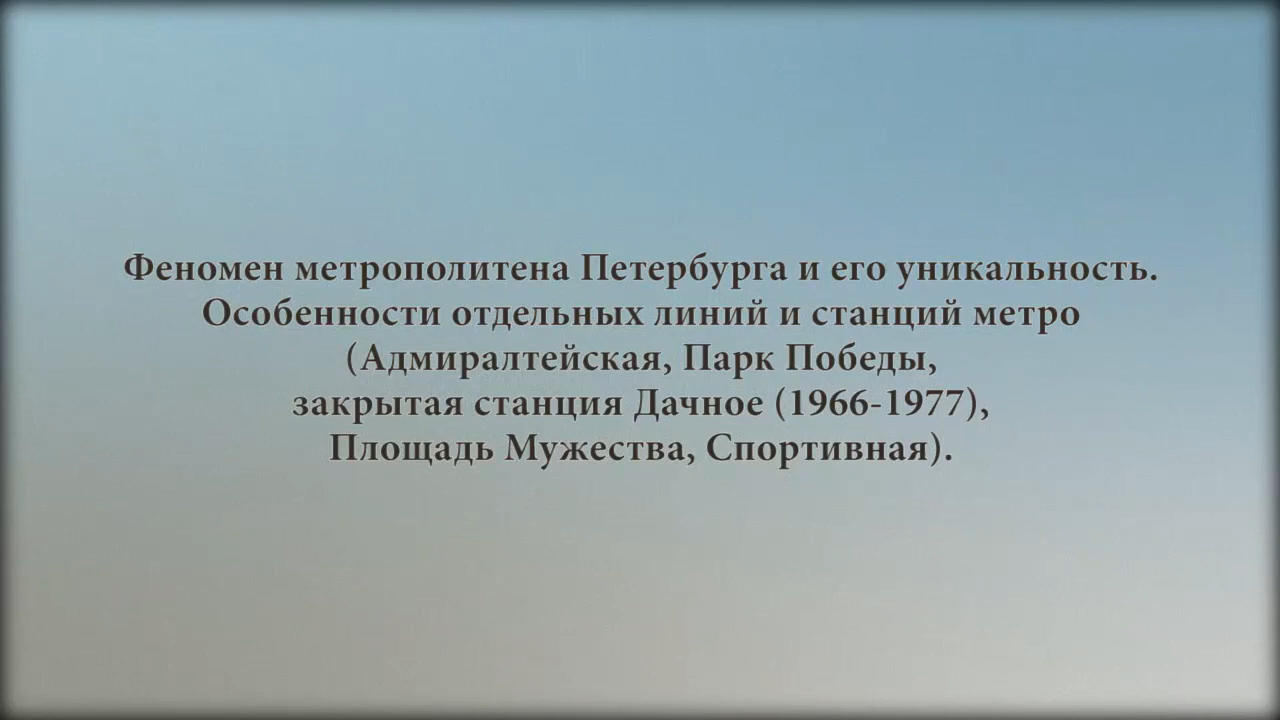 Феномен метрополитена Петербурга и его уникальность.
Особенности отдельных линий и станций метро
(Адмиралтейская, Парк Победы,
закрытая станция Дачное (1966-1977),
Площадь Мужества, Спортивная).